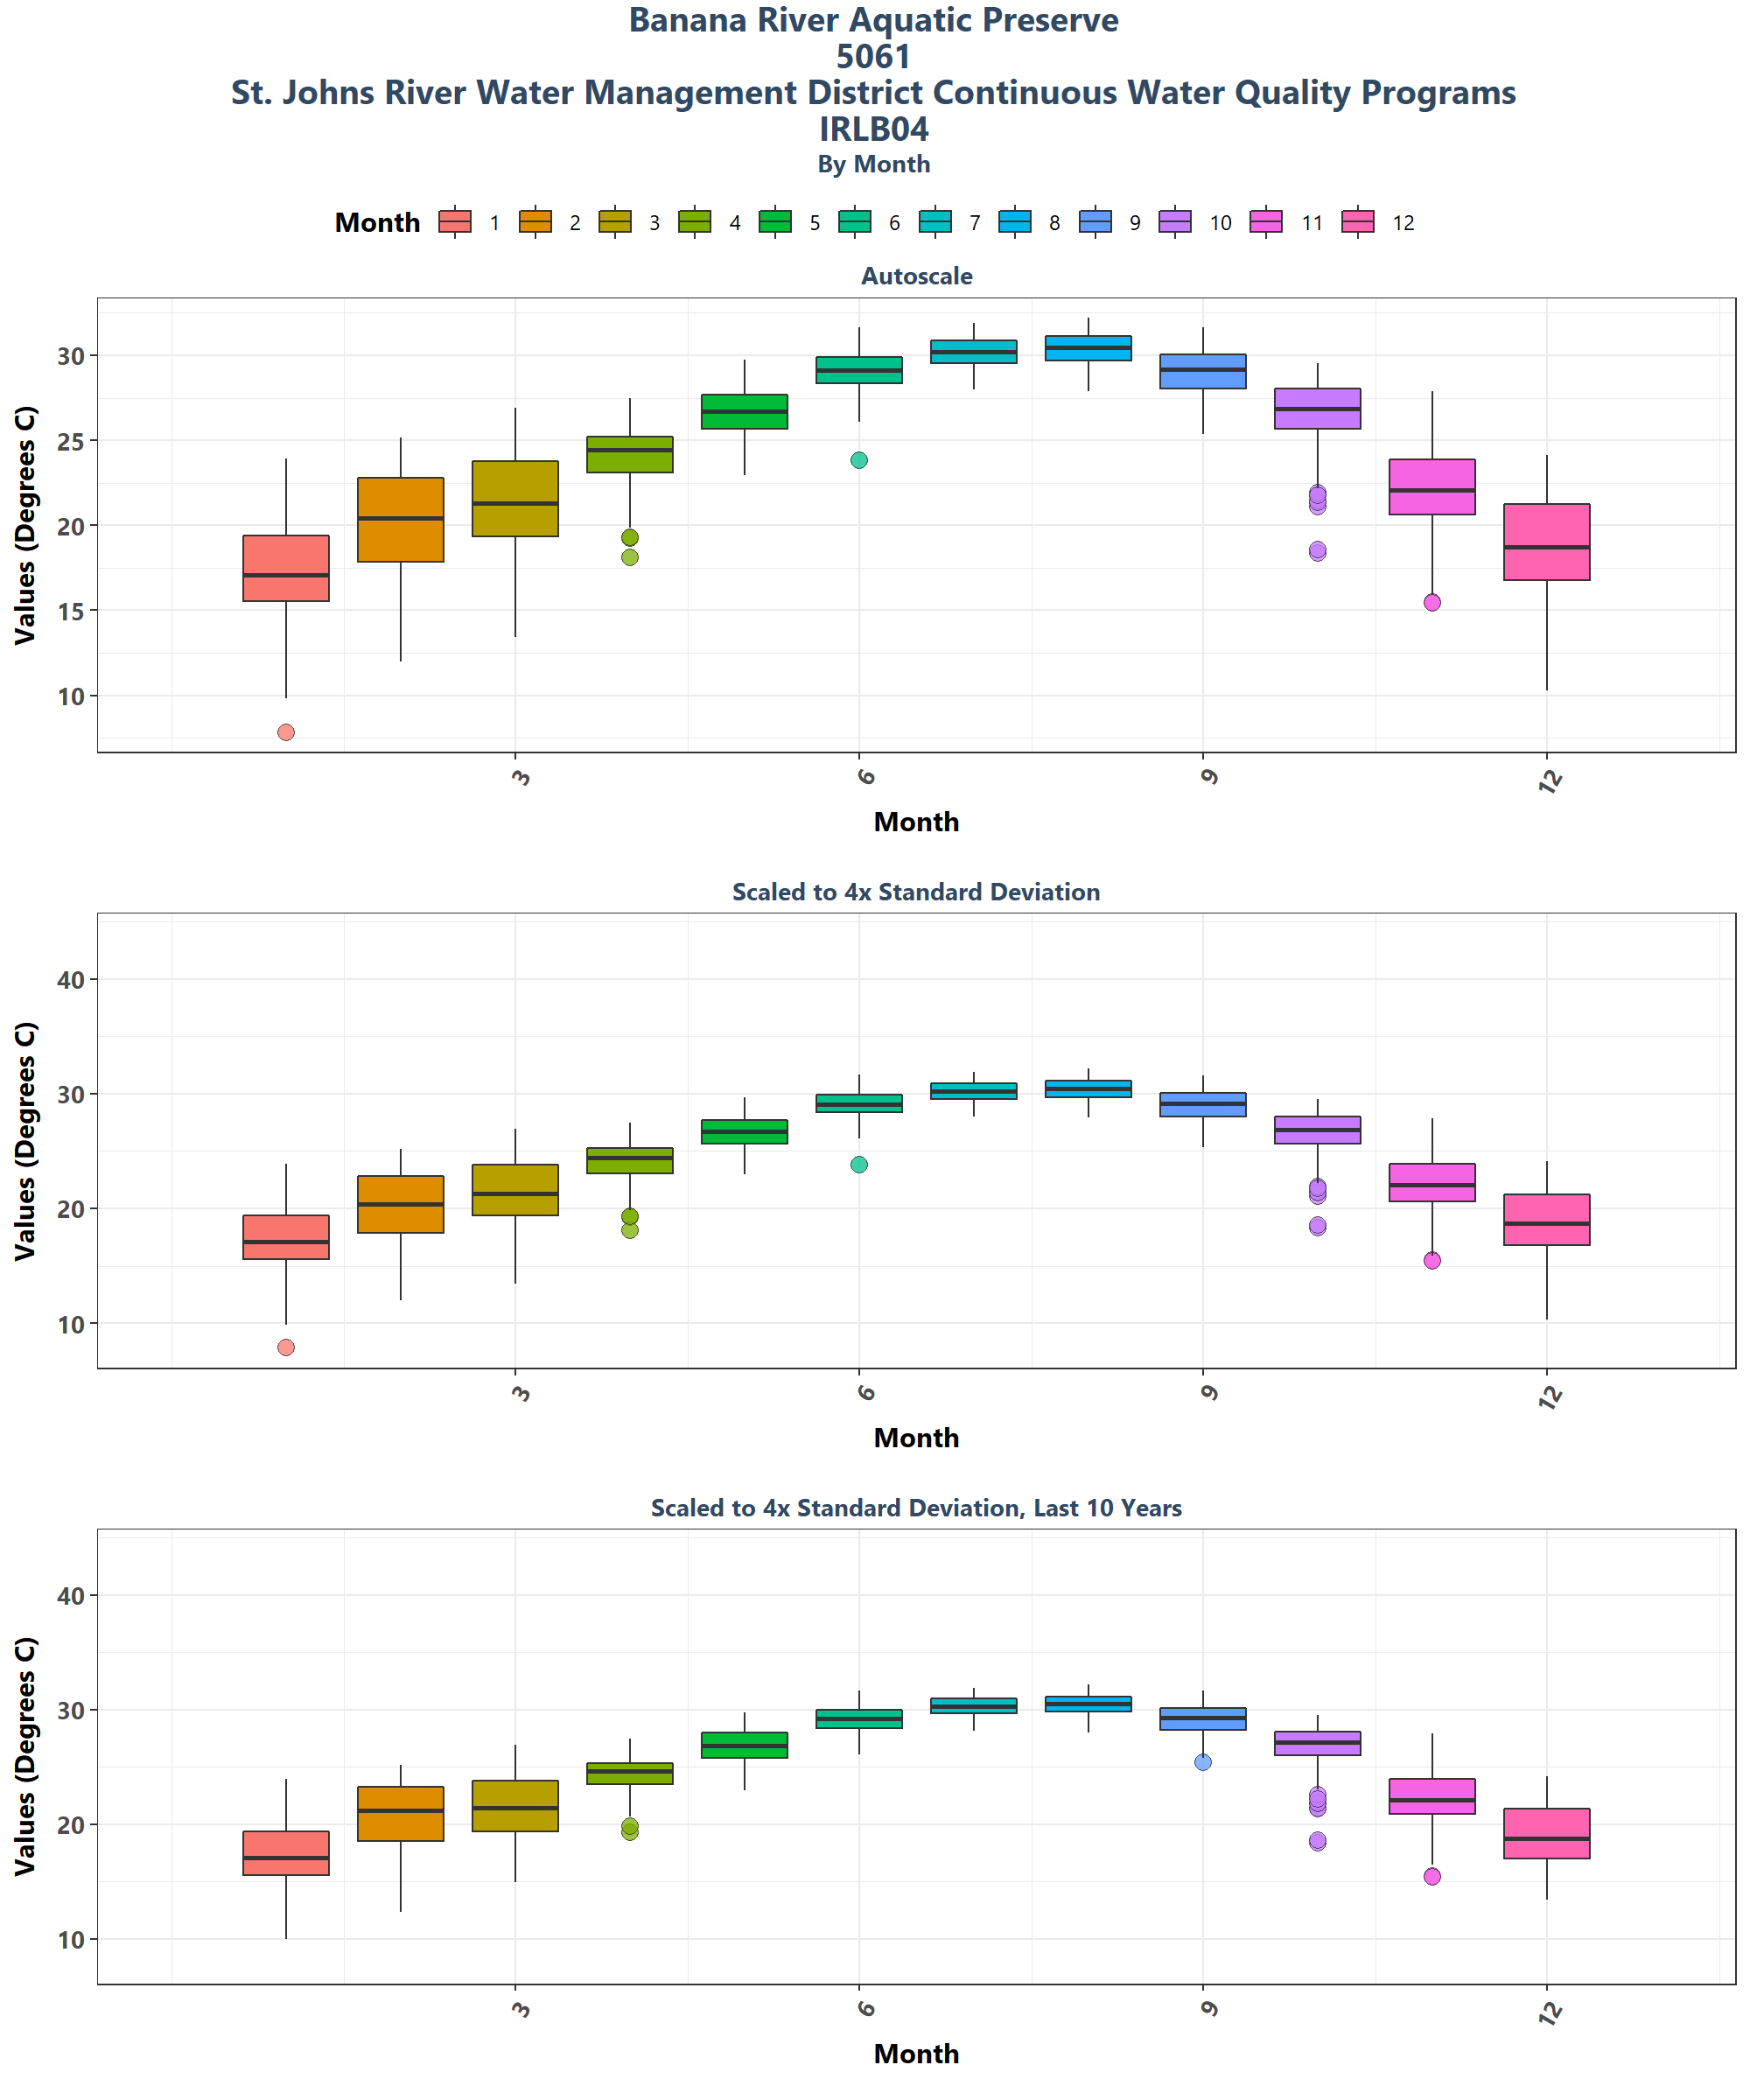 Banana River Aquatic Preserve
5061
St. Johns River Water Management District Continuous Water Quality Programs
IRLB04
By Month
Month 1 2 3 4 5 6 7 8 9 10 11 12
Autoscale
Values (Degrees C)
30
25
20
15
10
3 6 9 12
Month
Scaled to 4x Standard Deviation
Values (Degrees C)
40
30
20
10
3 6 9 12
Month
Scaled to 4x Standard Deviation, Last 10 Years
Values (Degrees C)
40
30
20
10
3 6 9 12
Month